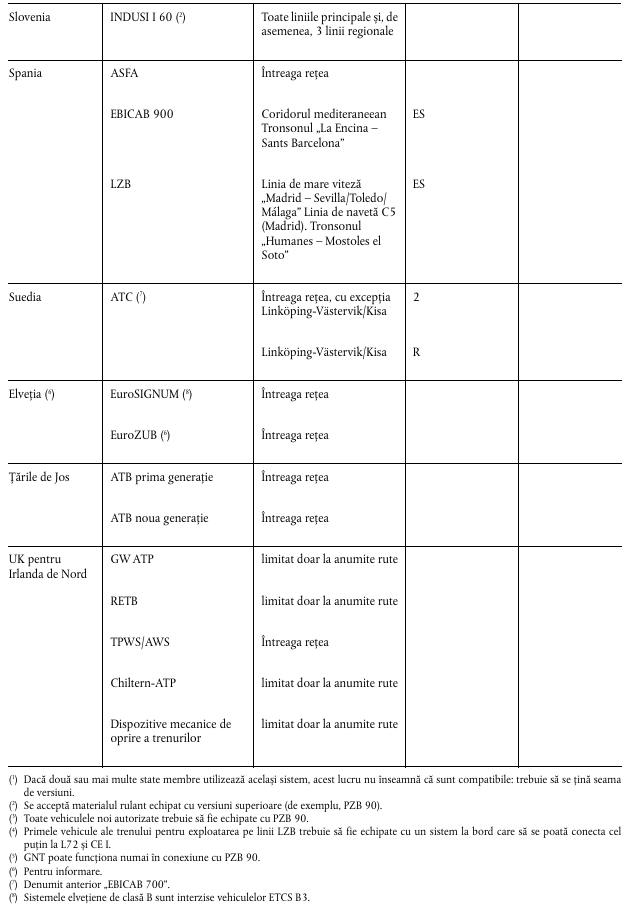 Slovenia INDUSI I 60 (²) Toate liniile principale și, de
asemenea, 3 linii regionale
Spania ASFA Întreaga rețea
EBICAB 900 Coridorul mediteraneean ES
Tronsonul „La Encina –
Sants Barcelona”
LZB Linia de mare viteză ES
„Madrid – Sevilla/Toledo/
Málaga” Linia de navetă C5
(Madrid). Tronsonul
„Humanes – Mostoles el
Soto”
Suedia ATC (⁷) Întreaga rețea, cu excepția 2
Linköping-Västervik/Kisa
Linköping-Västervik/Kisa R
Elveția (⁶) EuroSIGNUM (⁸) Întreaga rețea
EuroZUB (⁶) Întreaga rețea
Țările de Jos ATB prima generație Întreaga rețea
ATB noua generație Întreaga rețea
UK pentru GW ATP limitat doar la anumite rute
Irlanda de Nord
RETB limitat doar la anumite rute
TPWS/AWS Întreaga rețea
Chiltern-ATP limitat doar la anumite rute
Dispozitive mecanice de limitat doar la anumite rute
oprire a trenurilor
(¹) Dacă două sau mai multe state membre utilizează același sistem, acest lucru nu înseamnă că sunt compatibile: trebuie să se țină seama
de versiuni.
(²) Se acceptă materialul rulant echipat cu versiuni superioare (de exemplu, PZB 90).
(³) Toate vehiculele noi autorizate trebuie să fie echipate cu PZB 90.
(⁴) Primele vehicule ale trenului pentru exploatarea pe linii LZB trebuie să fie echipate cu un sistem la bord care să se poată conecta cel
puțin la L72 și CE I.
(⁵) GNT poate funcționa numai în conexiune cu PZB 90.
(⁶) Pentru informare.
(⁷) Denumit anterior „EBICAB 700”.
(⁸) Sistemele elvețiene de clasă B sunt interzise vehiculelor ETCS B3.